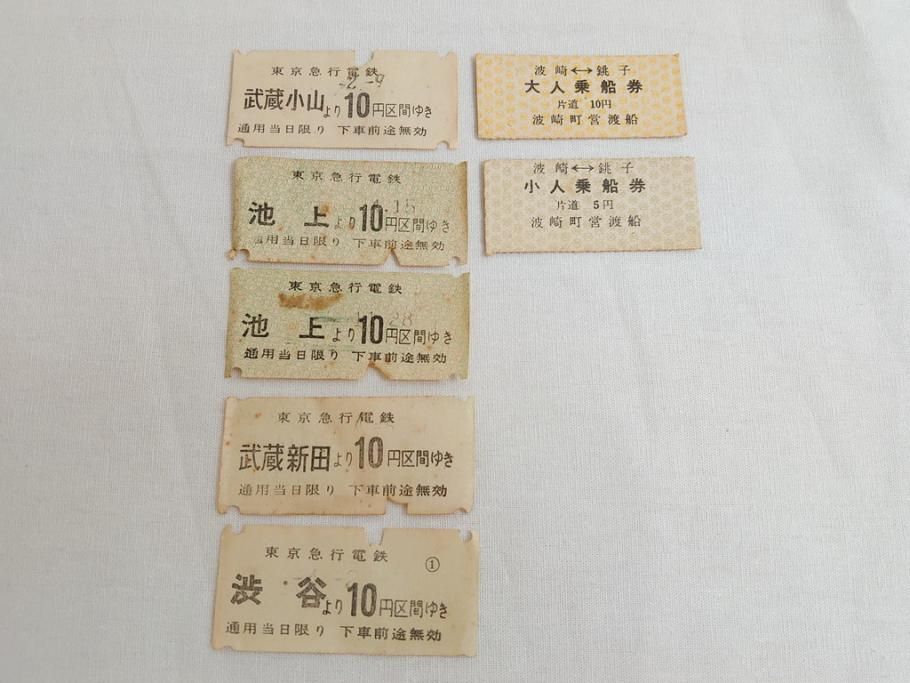 東京急行電鉄
2.-9
武蔵小山より10円区間ゆき
通用当日限り 下車前途無効
東京急行電鉄
池上より10円区間ゆき
通用当日限り 下車前途無効
東京急行電鉄
28
池上より10円区間ゆき
通用当日限り 下車前途無効
東京急行電鉄
武蔵新田より10円区間ゆき
通用当日限り 下車前途無効
東京急行電鉄
①
渋谷より10円区間ゆき
通用当日限り 下車前途無効
波崎↔銚子
大人乗船券
片道 10円
波崎町営渡船
波崎↔銚子
小人乗船券
片道 5円
波崎町営渡船